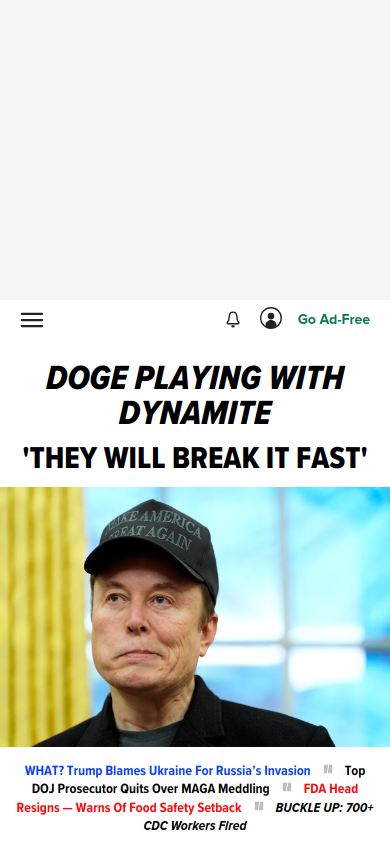 Go Ad-Free
DOGE PLAYING WITH
DYNAMITE
'THEY WILL BREAK IT FAST'
MAKE AMERICA
GREAT AGAIN
WHAT? Trump Blames Ukraine For Russia's Invasion Top
DOJ Prosecutor Quits Over MAGA Meddling FDA Head
Resigns — Warns Of Food Safety Setback BUCKLE UP: 700+
CDC Workers Fired